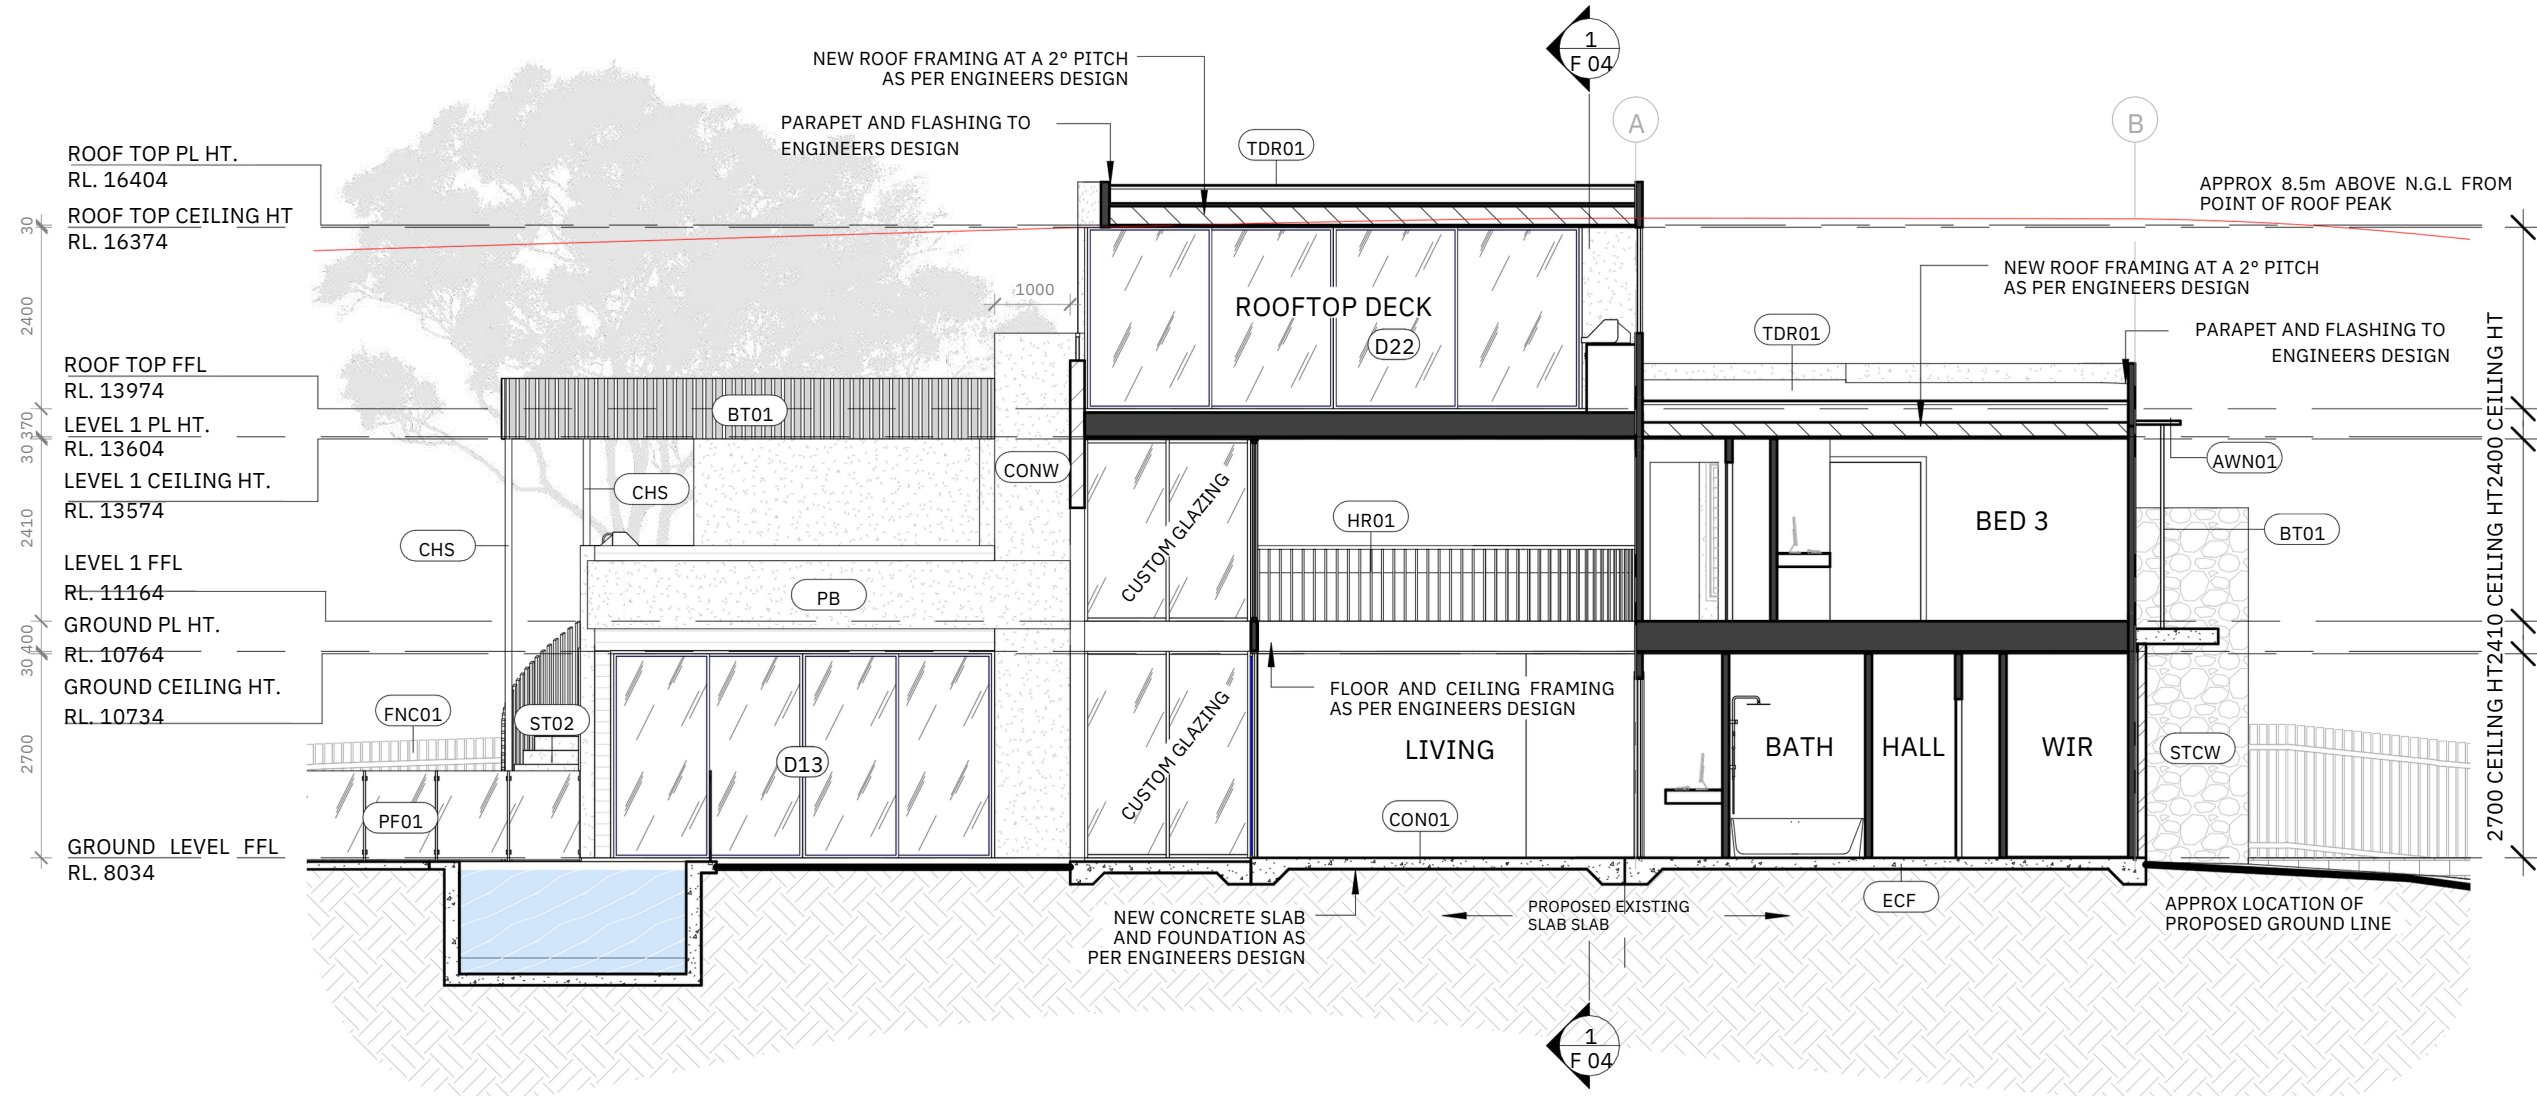 1
F 04
NEW ROOF FRAMING AT A 2° PITCH
AS PER ENGINEERS DESIGN
PARAPET AND FLASHING TO
ENGINEERS DESIGN
TDR01
A
B
ROOF TOP PL HT.
RL. 16404
ROOF TOP CEILING HT
RL. 16374
APPROX 8.5m ABOVE N.G.L FROM
POINT OF ROOF PEAK
30
2400
370
30
2410
400
30
2700
1000
NEW ROOF FRAMING AT A 2° PITCH
AS PER ENGINEERS DESIGN
ROOFTOP DECK
D22
TDR01
PARAPET AND FLASHING TO
ENGINEERS DESIGN
ROOF TOP FFL
RL. 13974
LEVEL 1 PL HT.
RL. 13604
LEVEL 1 CEILING HT.
RL. 13574
LEVEL 1 FFL
RL. 11164
GROUND PL HT.
RL. 10764
GROUND CEILING HT.
RL. 10734
GROUND LEVEL FFL
RL. 8034
BT01
CHS
CHS
CONW
CUSTOM GLAZING
HR01
BED 3
AWN01
BT01
PB
FNC01
ST02
D13
PF01
CUSTOM GLAZING
FLOOR AND CEILING FRAMING
AS PER ENGINEERS DESIGN
LIVING
CON01
BATH
HALL
WIR
STCW
2400 CEILING HT
2410 CEILING HT
2700 CEILING HT
NEW CONCRETE SLAB
AND FOUNDATION AS
PER ENGINEERS DESIGN
PROPOSED EXISTING
SLAB SLAB
ECF
APPROX LOCATION OF
PROPOSED GROUND LINE
1
F 04